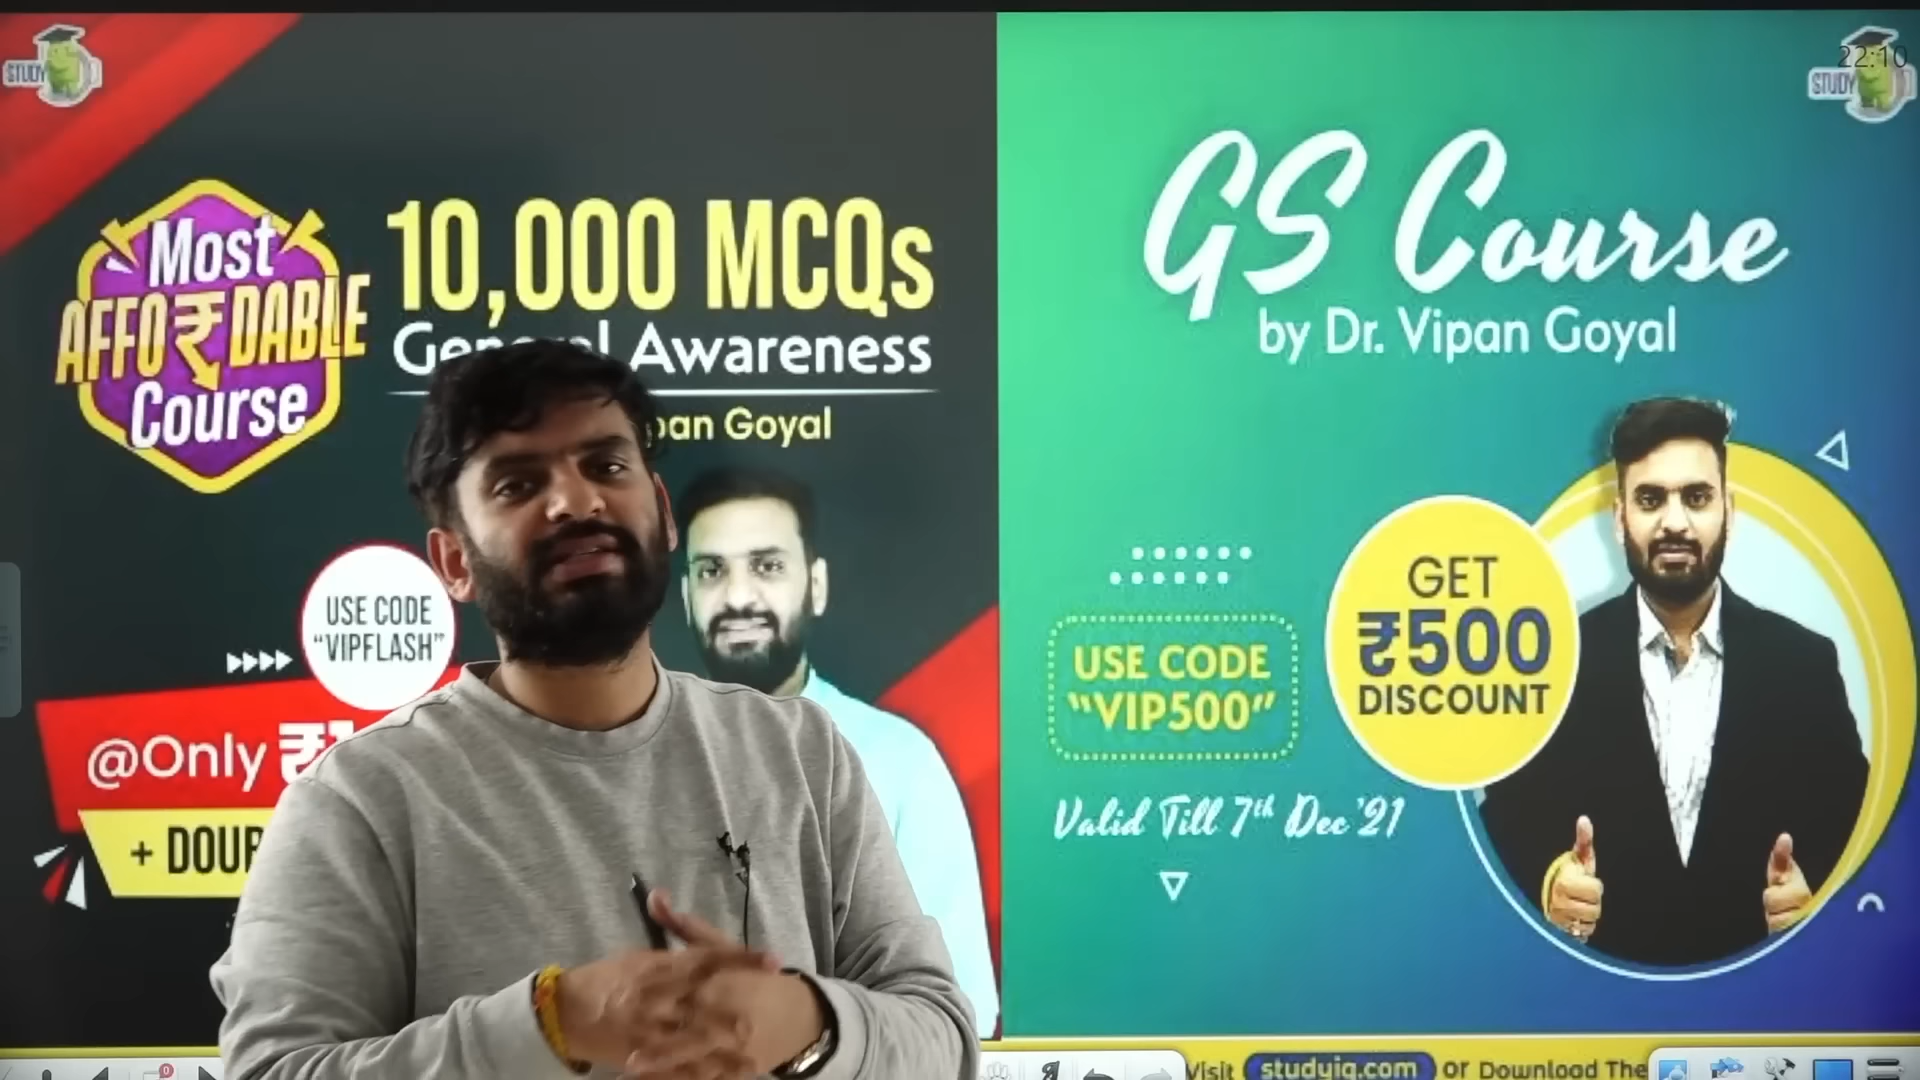 STUDY
Most
AFFO₹DABLE
Course
10,000 MCQs
General Awareness
Goyal
USE CODE
"VIPFLASH"
@Only
+
22:10
STUDY
GS Course
by Dr. Vipan Goyal
GET
₹500
DISCOUNT
USE CODE
"VIP500"
Valid Till 7th Dec '21
0
Visit studyiq.com or Download The